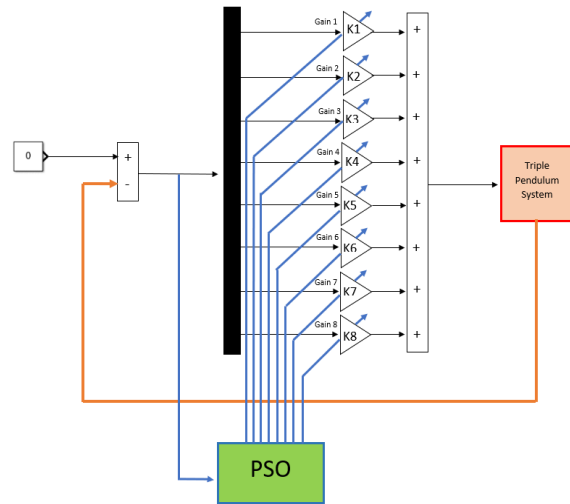 Gain 1
K1
+
Gain 2
K2
+
Gain 3
K3
+
0
+
-
Gain 4
K4
+
Triple
Pendulum
System
Gain 5
K5
+
Gain 6
K6
+
Gain 7
K7
+
Gain 8
K8
+
PSO